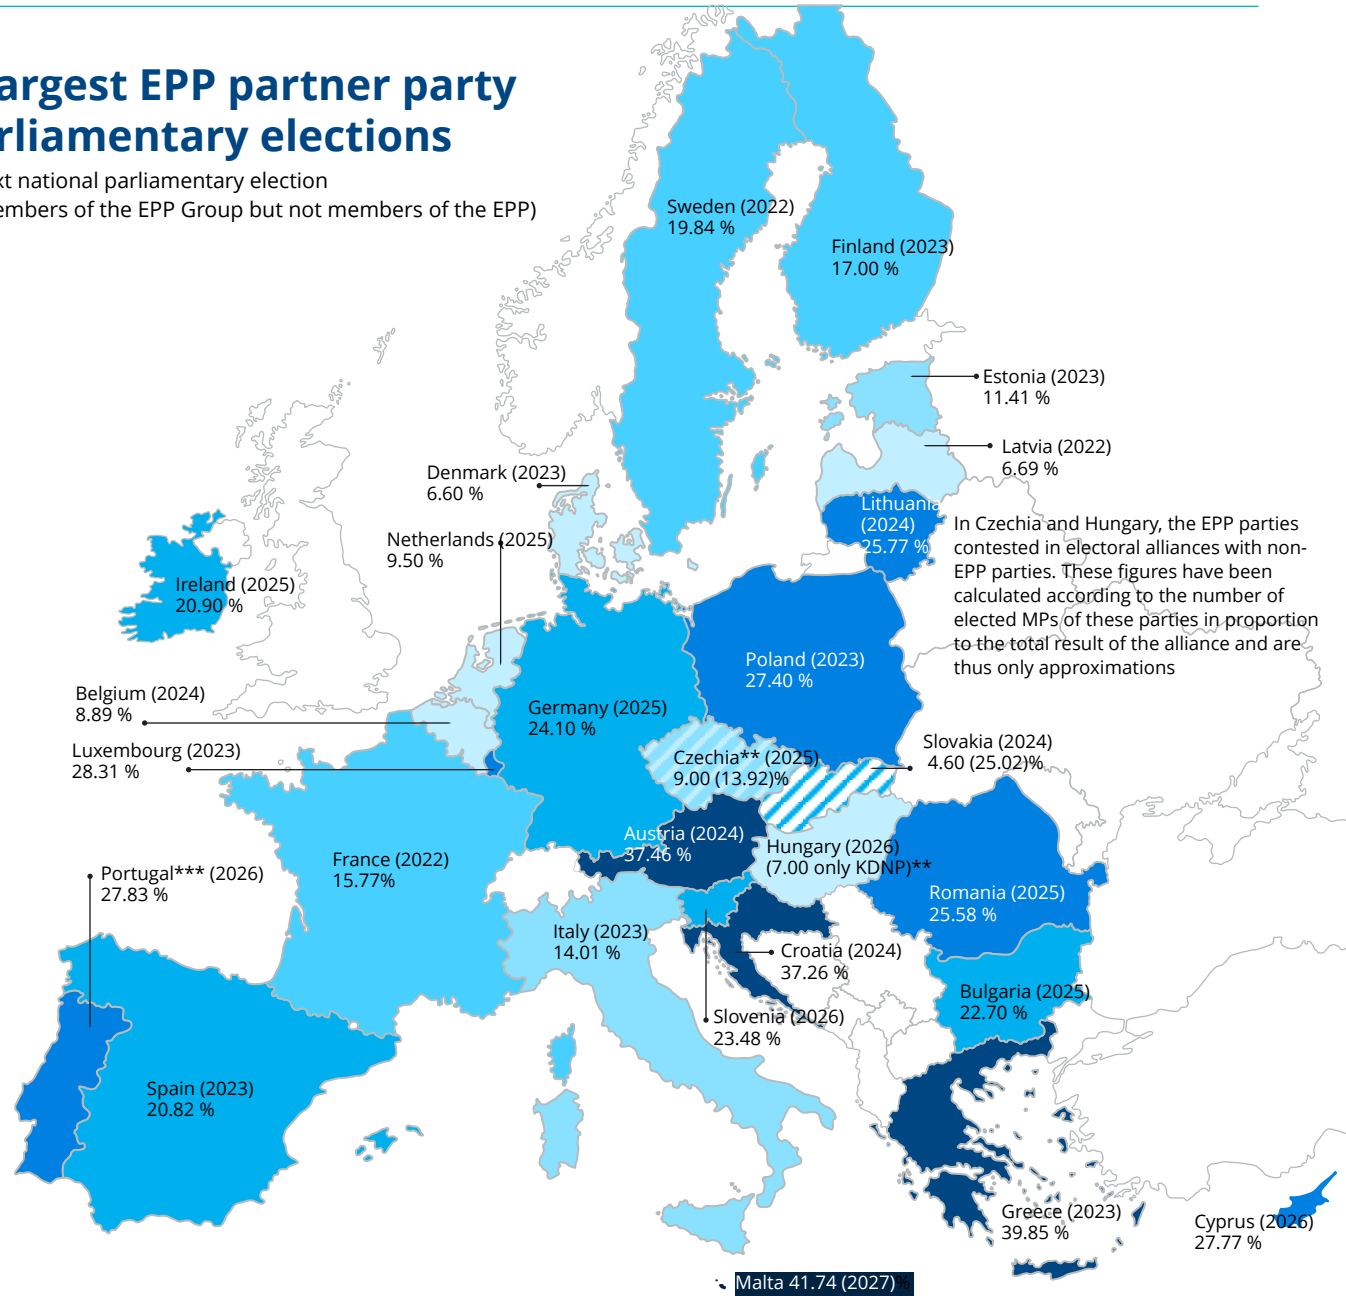 argest EPP partner party
rliamentary elections
xt national parliamentary election
embers of the EPP Group but not members of the EPP)
Sweden (2022)
19.84 %
Finland (2023)
17.00 %
Estonia (2023)
11.41 %
Latvia (2022)
6.69 %
Denmark (2023)
6.60 %
Lithuania
(2024)
25.77 %
In Czechia and Hungary, the EPP parties
contested in electoral alliances with non-
EPP parties. These figures have been
calculated according to the number of
elected MPs of these parties in proportion
to the total result of the alliance and are
thus only approximations
Netherlands (2025)
9.50 %
Ireland (2025)
20.90 %
Poland (2023)
27.40 %
Belgium (2024)
8.89 %
Germany (2025)
24.10 %
Luxembourg (2023)
28.31 %
Czechia** (2025)
9.00 (13.92)%
Slovakia (2024)
4.60 (25.02)%
Austria (2024)
37.46 %
Hungary (2026)
(7.00 only KDNP)**
France (2022)
15.77%
Portugal*** (2026)
27.83 %
Romania (2025)
25.58 %
Italy (2023)
14.01 %
Croatia (2024)
37.26 %
Bulgaria (2025)
22.70 %
Slovenia (2026)
23.48 %
Spain (2023)
20.82 %
Greece (2023)
39.85 %
Cyprus (2026)
27.77 %
Malta 41.74 (2027)%